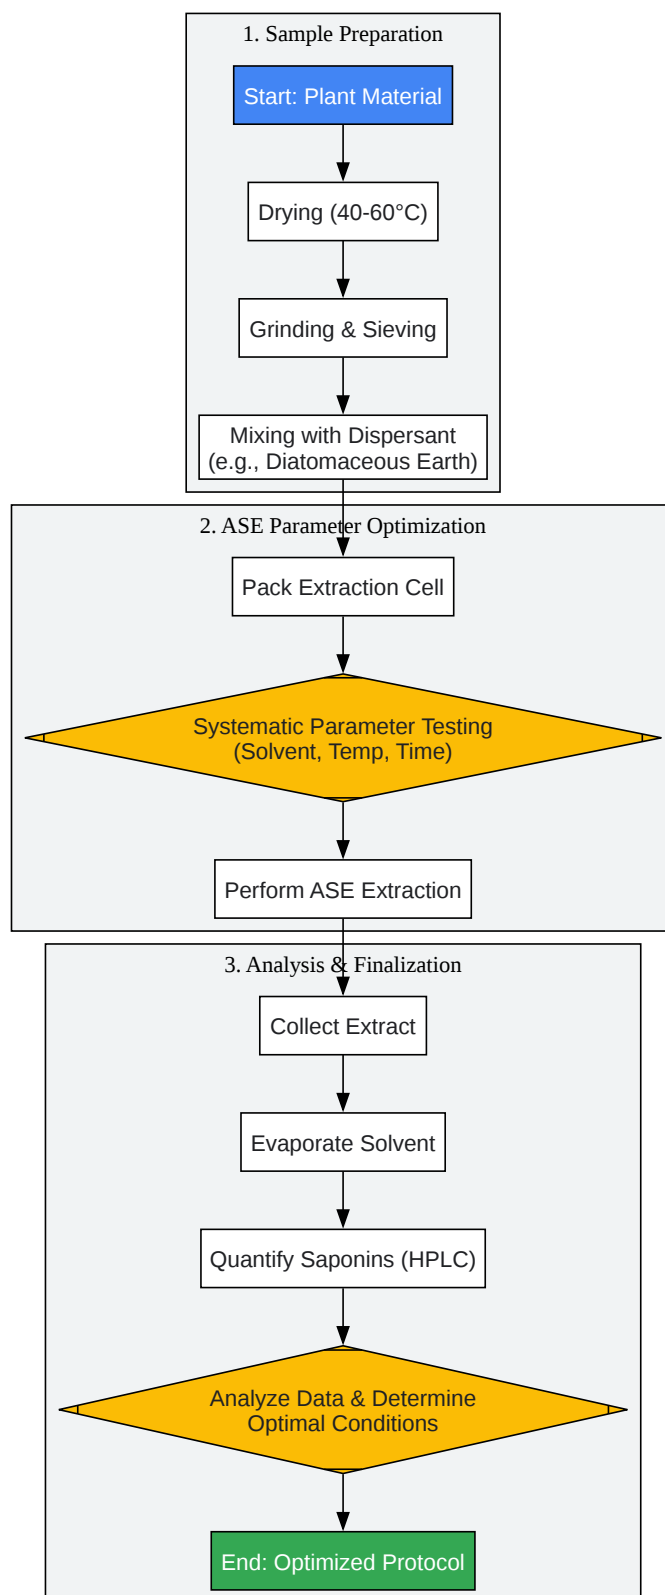 1. Sample Preparation
Start: Plant Material
Drying (40-60°C)
Grinding & Sieving
Mixing with Dispersant
(e.g., Diatomaceous Earth)
2. ASE Parameter Optimization
Pack Extraction Cell
Systematic Parameter Testing
(Solvent, Temp, Time)
Perform ASE Extraction
3. Analysis & Finalization
Collect Extract
Evaporate Solvent
Quantify Saponins (HPLC)
Analyze Data & Determine
Optimal Conditions
End: Optimized Protocol